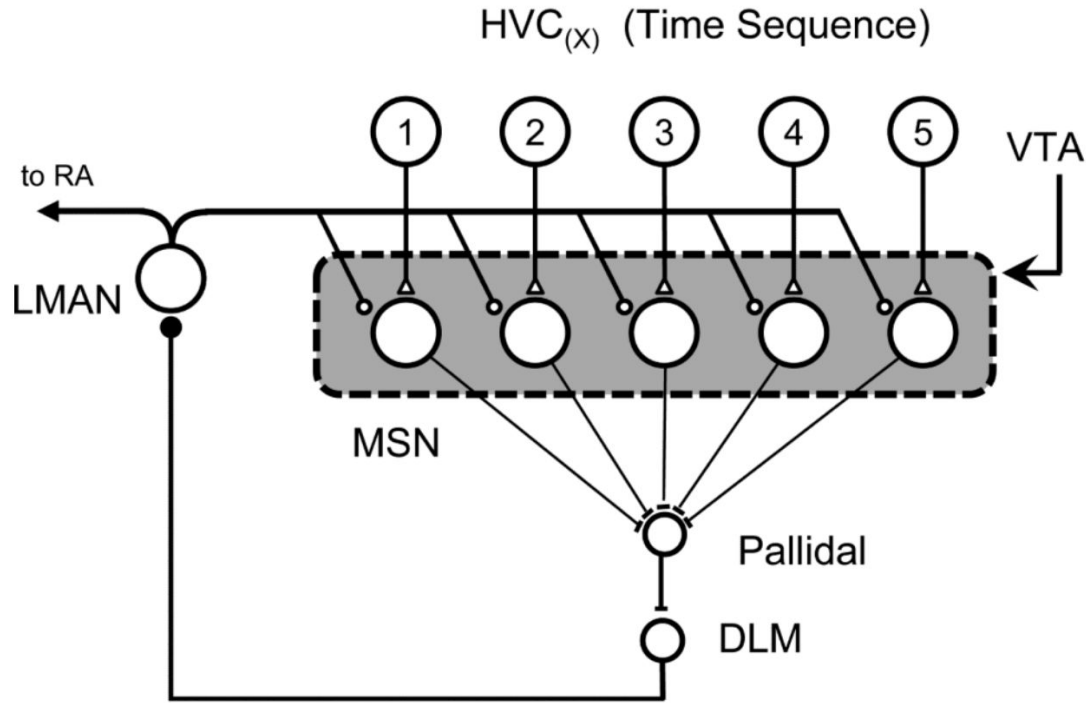 HVC(X) (Time Sequence)
1 2 3 4 5
VTA
to RA
LMAN
MSN
Pallidal
DLM